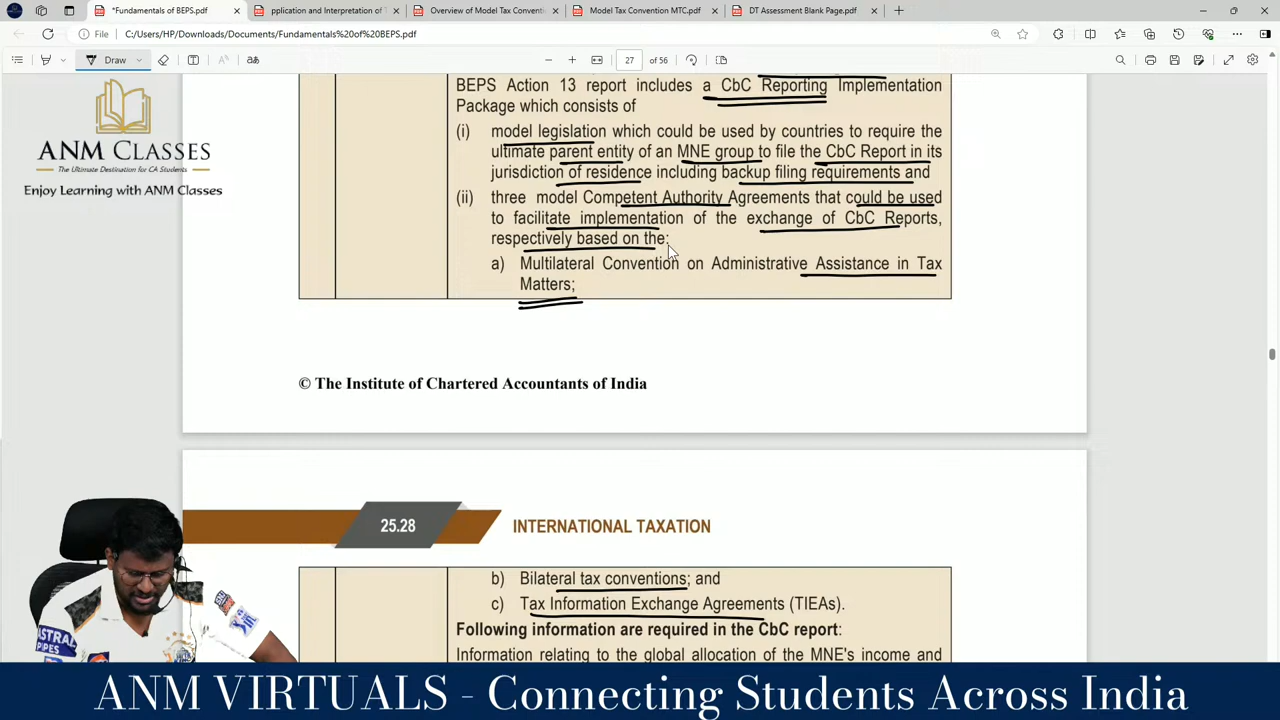 *Fundamentals of BEPS.pdf
pplication and Interpretation of T
Overview of Model Tax Conventi
Model Tax Convention MTC.pdf
DT Assessment Blank Page.pdf
File
C:/Users/HP/Downloads/Documents/Fundamentals%20of%20BEPS.pdf
Draw
27 of 56
BEPS Action 13 report includes a CbC Reporting Implementation
Package which consists of
(i) model legislation which could be used by countries to require the
ultimate parent entity of an MNE group to file the CbC Report in its
jurisdiction of residence including backup filing requirements and
(ii) three model Competent Authority Agreements that could be used
to facilitate implementation of the exchange of CbC Reports,
respectively based on the:
a) Multilateral Convention on Administrative Assistance in Tax
Matters;
© The Institute of Chartered Accountants of India
25.28 INTERNATIONAL TAXATION
b) Bilateral tax conventions; and
c) Tax Information Exchange Agreements (TIEAs).
Following information are required in the CbC report:
Information relating to the global allocation of the MNE's income and
ANM CLASSES
The Ultimate Destination for CA Students
Enjoy Learning with ANM Classes
ASTRAL
PIPES
ANM VIRTUALS - Connecting Students Across India